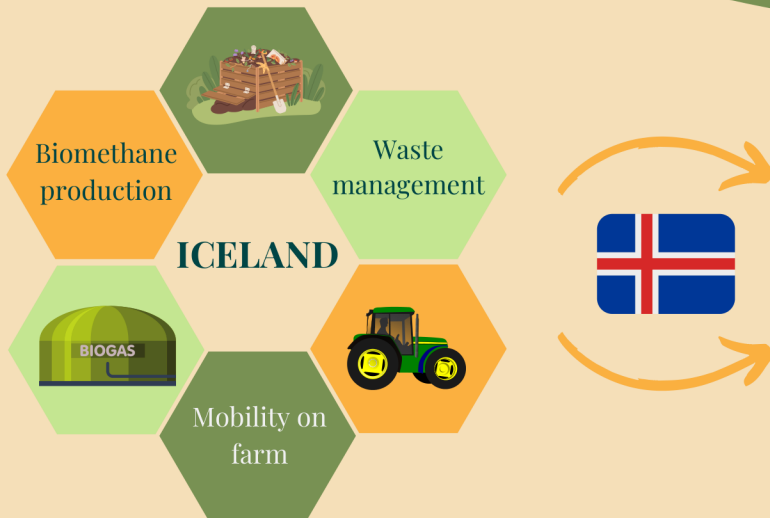 Biomethane
production
Waste
management
ICELAND
BIOGAS
Mobility on
farm